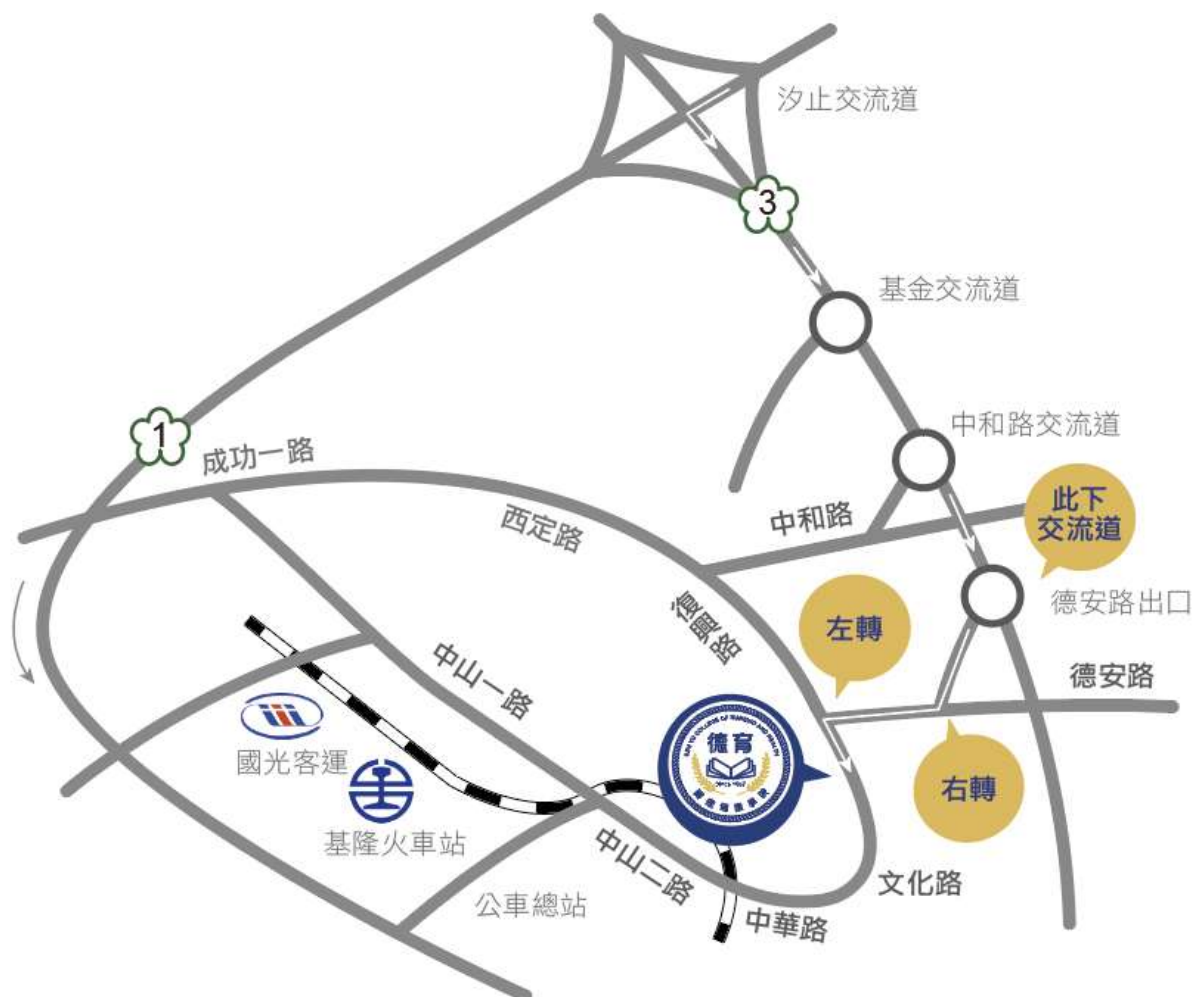 汐止交流道
3
基金交流道
1
成功一路
中和路交流道
西定路
中和路
此下
交流道
復興路
左轉
德安路出口
德安路
中山一路
國光客運
德育
右轉
基隆火車站
中山二路
文化路
公車總站
中華路